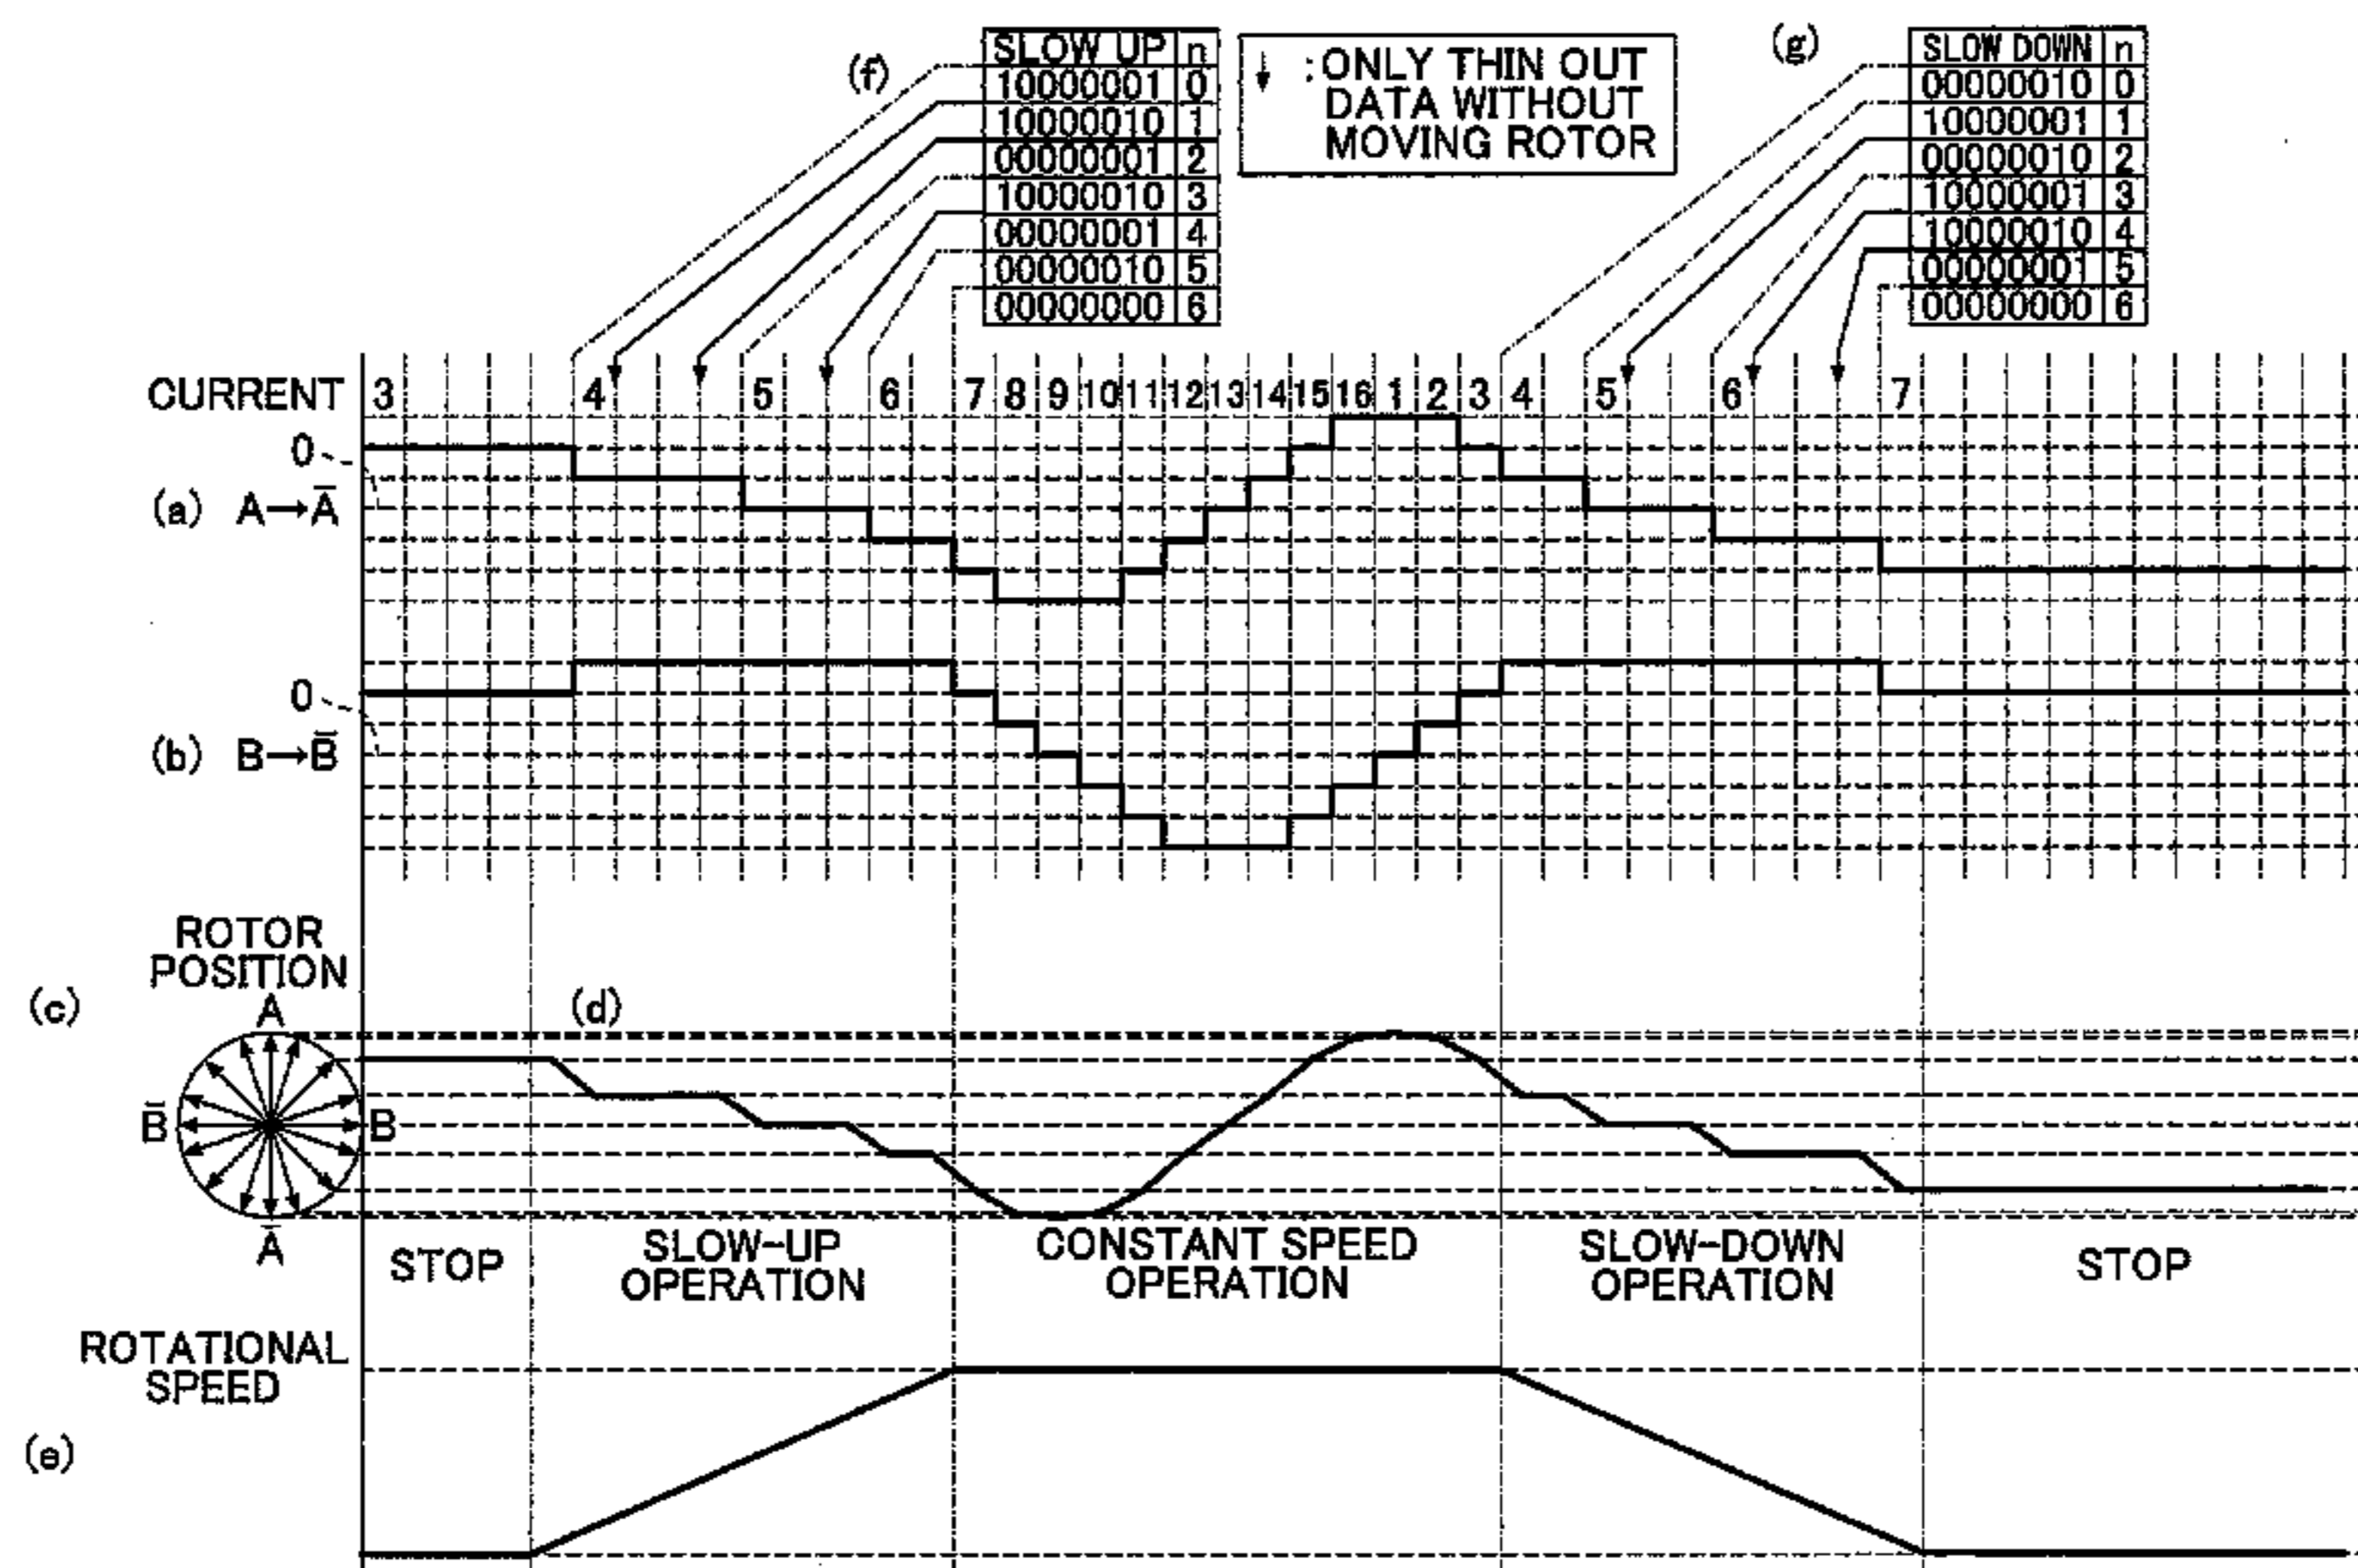 (f)
SLOW UP n
10000001 0
10000010 1
00000001 2
10000010 3
00000001 4
00000010 5
00000000 6
↓ : ONLY THIN OUT
DATA WITHOUT
MOVING ROTOR
(g)
SLOW DOWN n
00000010 0
10000001 1
00000010 2
10000001 3
10000010 4
00000001 5
00000000 6
CURRENT 3 4 5 6 7 8 9 10 11 12 13 14 15 16 1 2 3 4 5 6 7
0
(a) A→Ā
0
(b) B→B̄
ROTOR
POSITION
(c)
(d)
A
B̄
B
Ā
STOP
SLOW-UP
OPERATION
CONSTANT SPEED
OPERATION
SLOW-DOWN
OPERATION
STOP
ROTATIONAL
SPEED
(e)